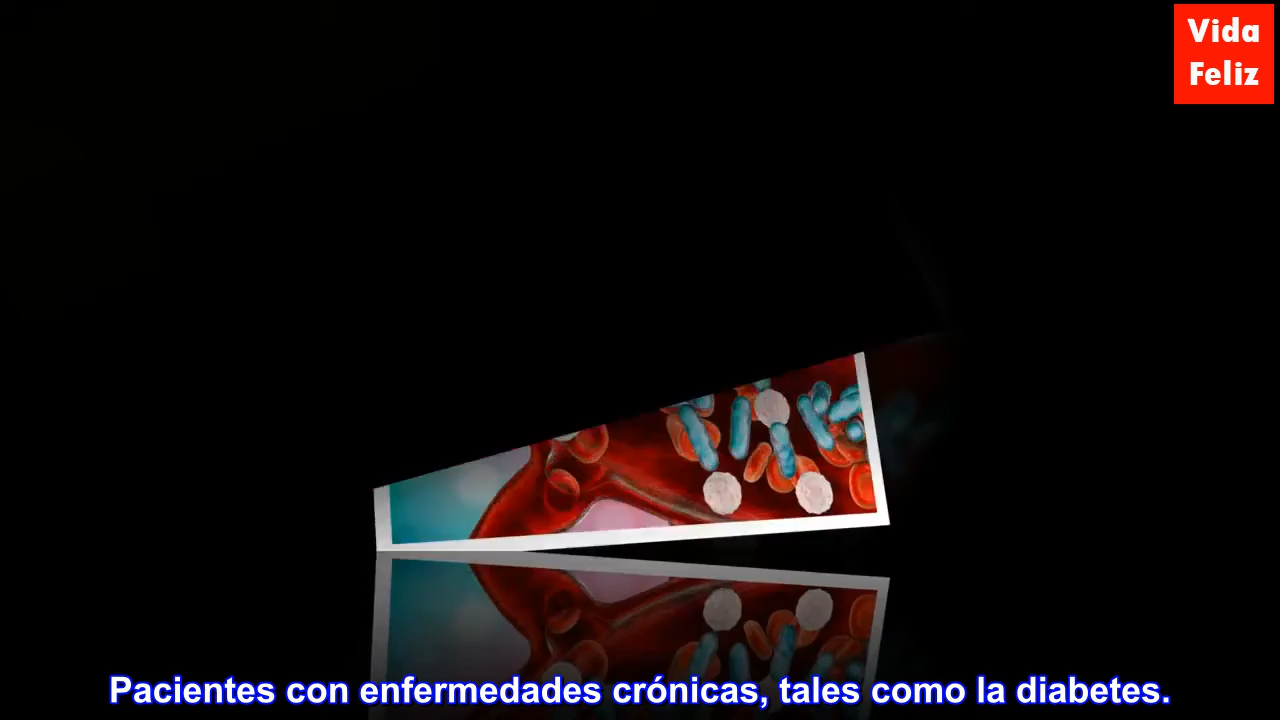 Vida
Feliz
Pacientes con enfermedades crónicas, tales como la diabetes.